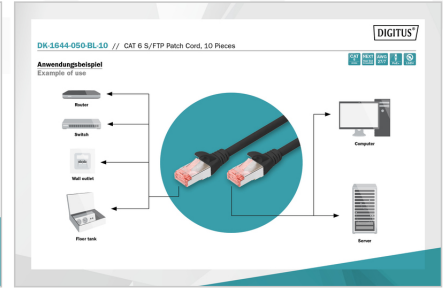 DIGITUS®
DK-1644-050-BL-10 // CAT 6 S/FTP Patch Cord, 10 Pieces
Anwendungsbeispiel
Example of use
Router
Switch
Wall outlet
Floor tank
Computer
Server